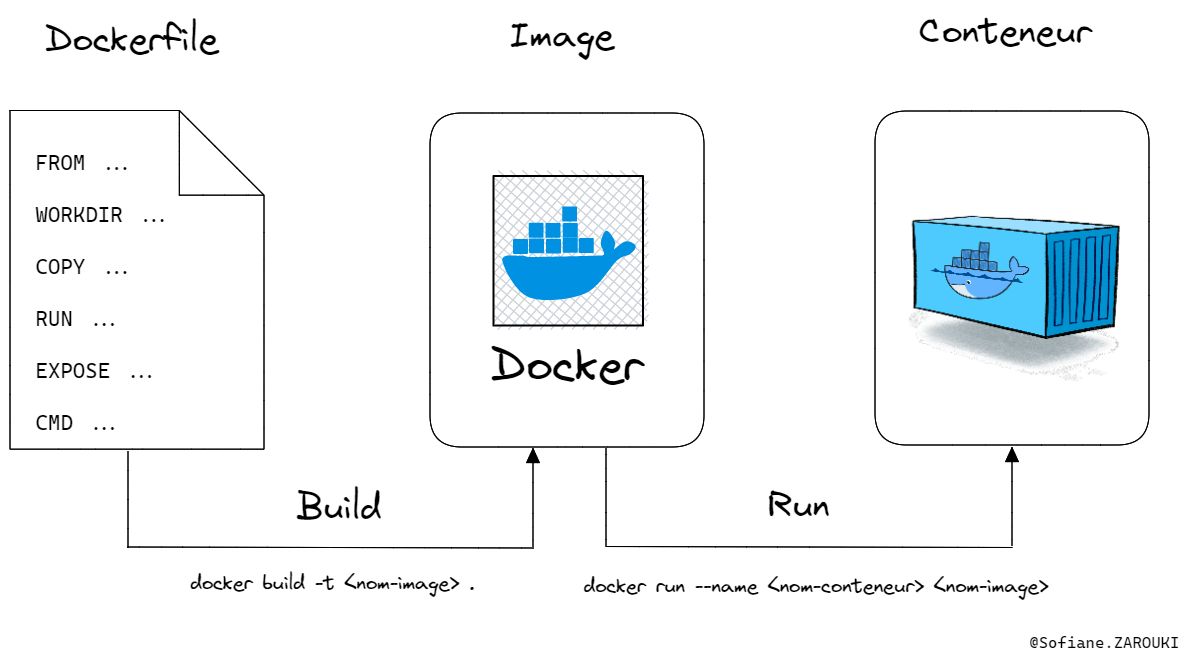 Dockerfile
Image
Conteneur
FROM ...
WORKDIR ...
COPY ...
RUN ...
EXPOSE ...
CMD ...
Docker
Build
Run
docker build -t <nom-image> .
docker run --name <nom-conteneur> <nom-image>
@Sofiane.ZAROUKI